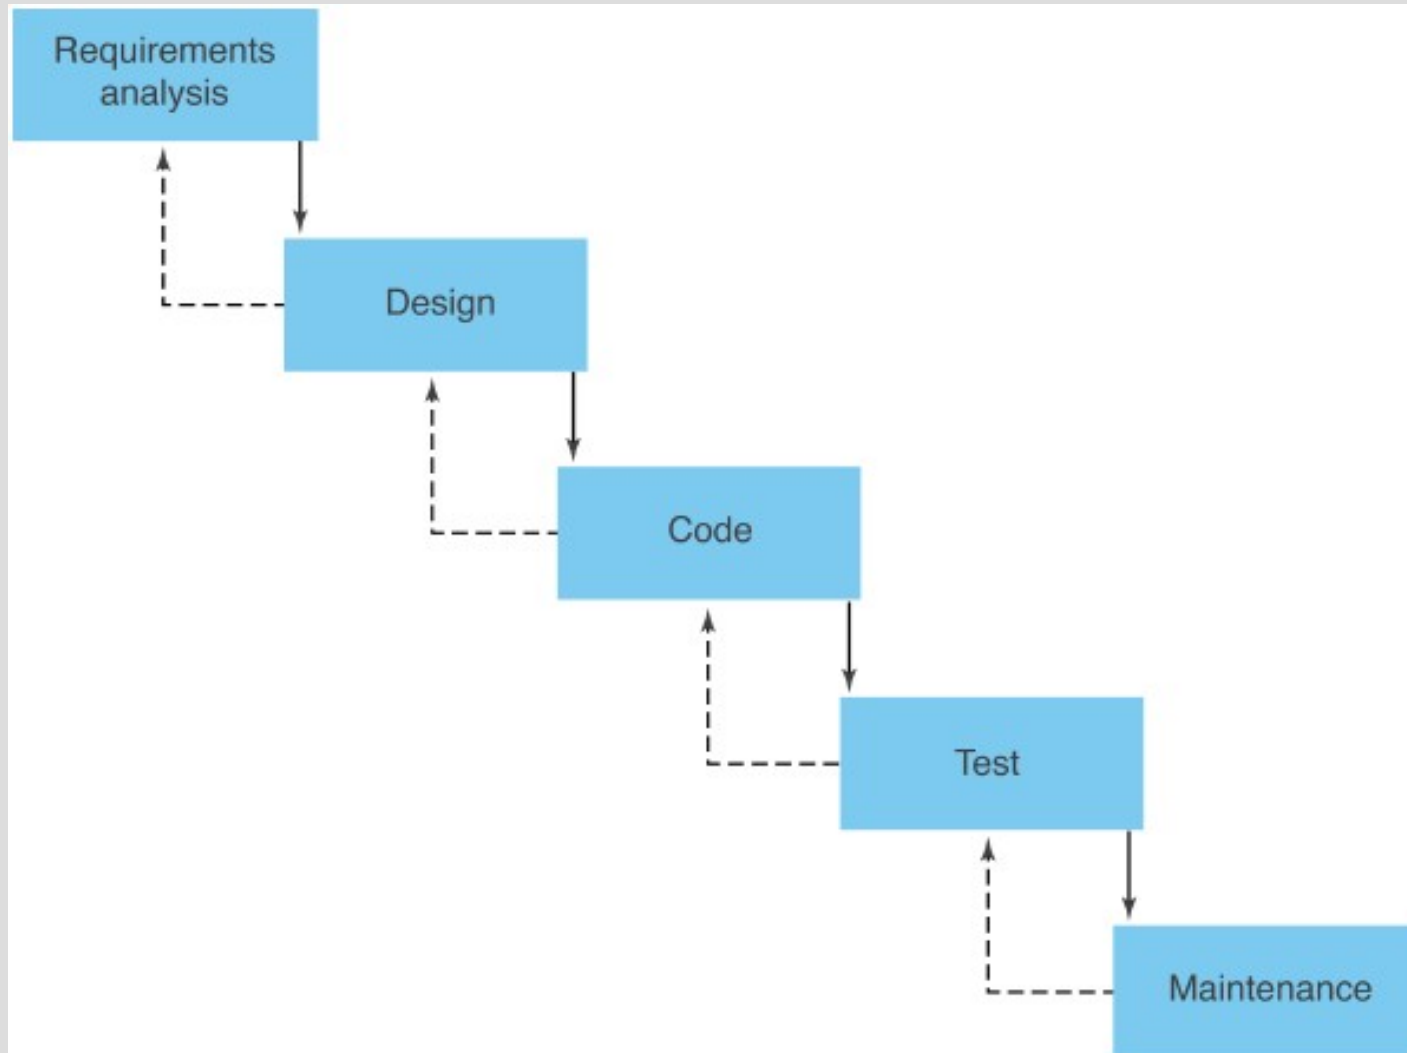 Requirements
analysis
Design
Code
Test
Maintenance